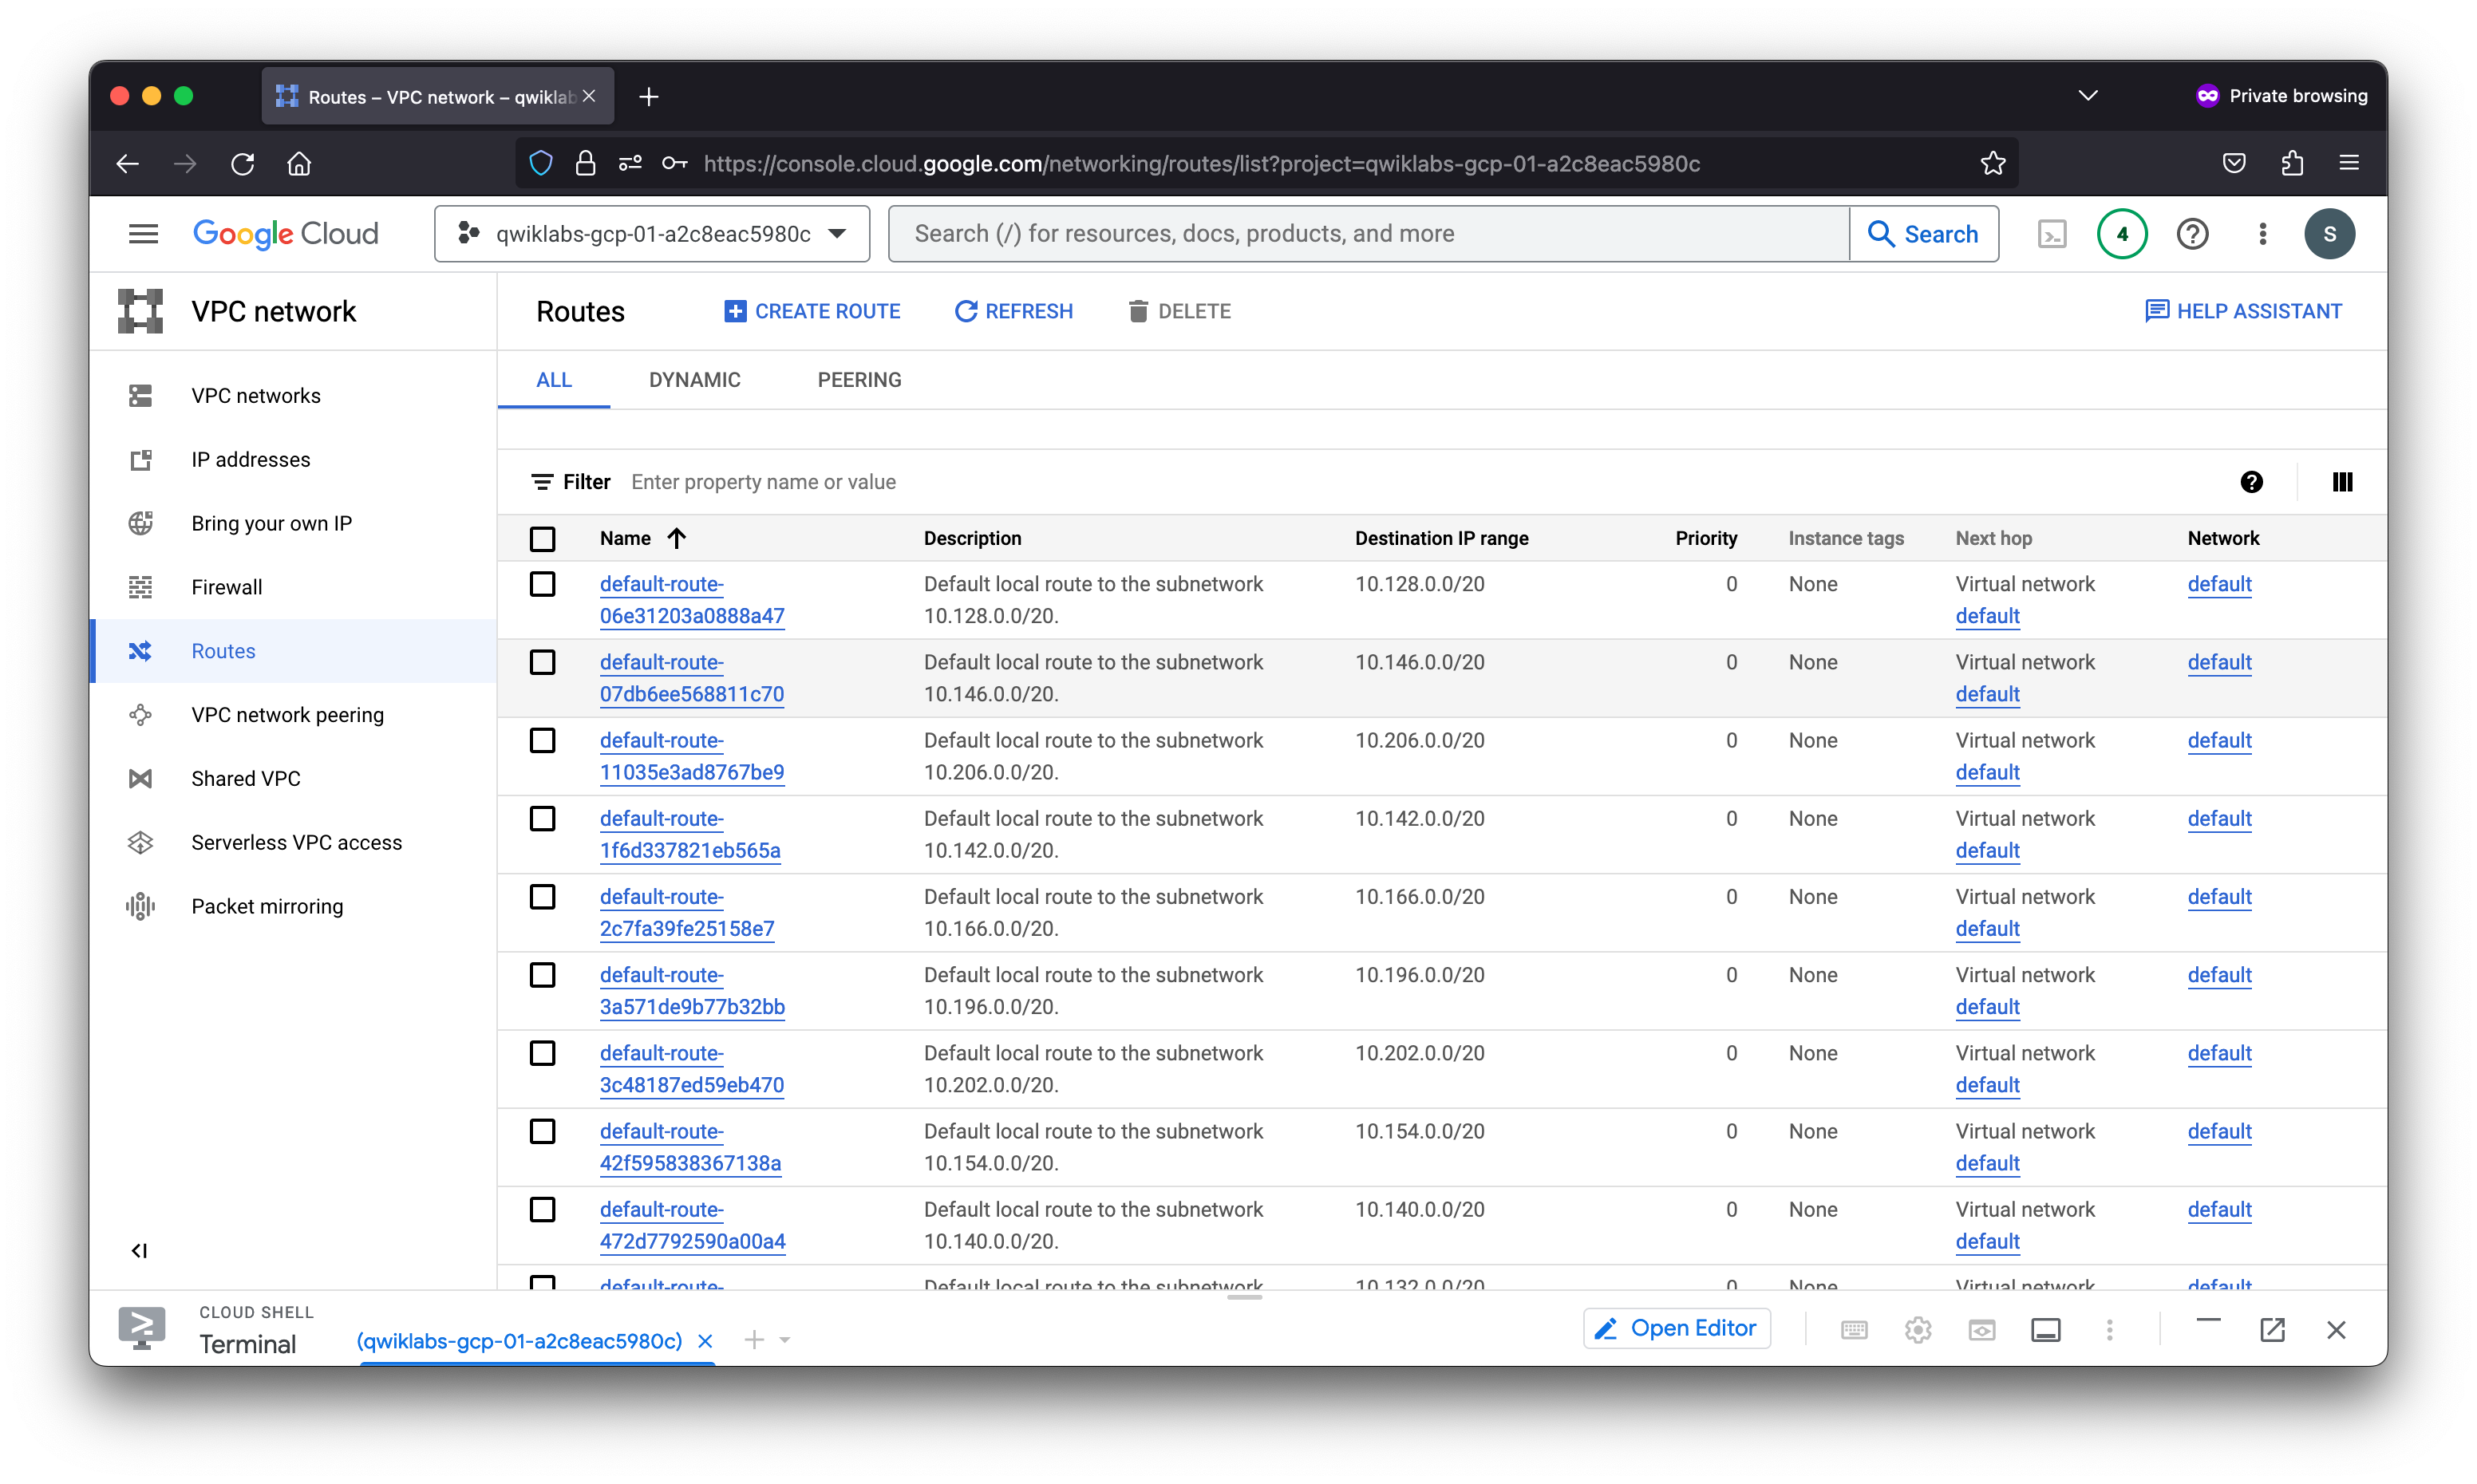 Routes – VPC network – qwiklab
Private browsing
https://console.cloud.google.com/networking/routes/list?project=qwiklabs-gcp-01-a2c8eac5980c
Google Cloud
qwiklabs-gcp-01-a2c8eac5980c
Search (/) for resources, docs, products, and more
Search
4
S
VPC network
Routes
CREATE ROUTE
REFRESH
DELETE
HELP ASSISTANT
VPC networks
IP addresses
Bring your own IP
Firewall
Routes
VPC network peering
Shared VPC
Serverless VPC access
Packet mirroring
ALL DYNAMIC PEERING
Filter Enter property name or value
Name Description Destination IP range Priority Instance tags Next hop Network
default-route- Default local route to the subnetwork 10.128.0.0/20 0 None Virtual network default
06e31203a0888a47 10.128.0.0/20. default
default-route- Default local route to the subnetwork 10.146.0.0/20 0 None Virtual network default
07db6ee568811c70 10.146.0.0/20. default
default-route- Default local route to the subnetwork 10.206.0.0/20 0 None Virtual network default
11035e3ad8767be9 10.206.0.0/20. default
default-route- Default local route to the subnetwork 10.142.0.0/20 0 None Virtual network default
1f6d337821eb565a 10.142.0.0/20. default
default-route- Default local route to the subnetwork 10.166.0.0/20 0 None Virtual network default
2c7fa39fe25158e7 10.166.0.0/20. default
default-route- Default local route to the subnetwork 10.196.0.0/20 0 None Virtual network default
3a571de9b77b32bb 10.196.0.0/20. default
default-route- Default local route to the subnetwork 10.202.0.0/20 0 None Virtual network default
3c48187ed59eb470 10.202.0.0/20. default
default-route- Default local route to the subnetwork 10.154.0.0/20 0 None Virtual network default
42f595838367138a 10.154.0.0/20. default
default-route- Default local route to the subnetwork 10.140.0.0/20 0 None Virtual network default
472d7792590a00a4 10.140.0.0/20. default
default-route- Default local route to the subnetwork 10.132.0.0/20 0 None Virtual network default
CLOUD SHELL
Terminal
(qwiklabs-gcp-01-a2c8eac5980c)
Open Editor